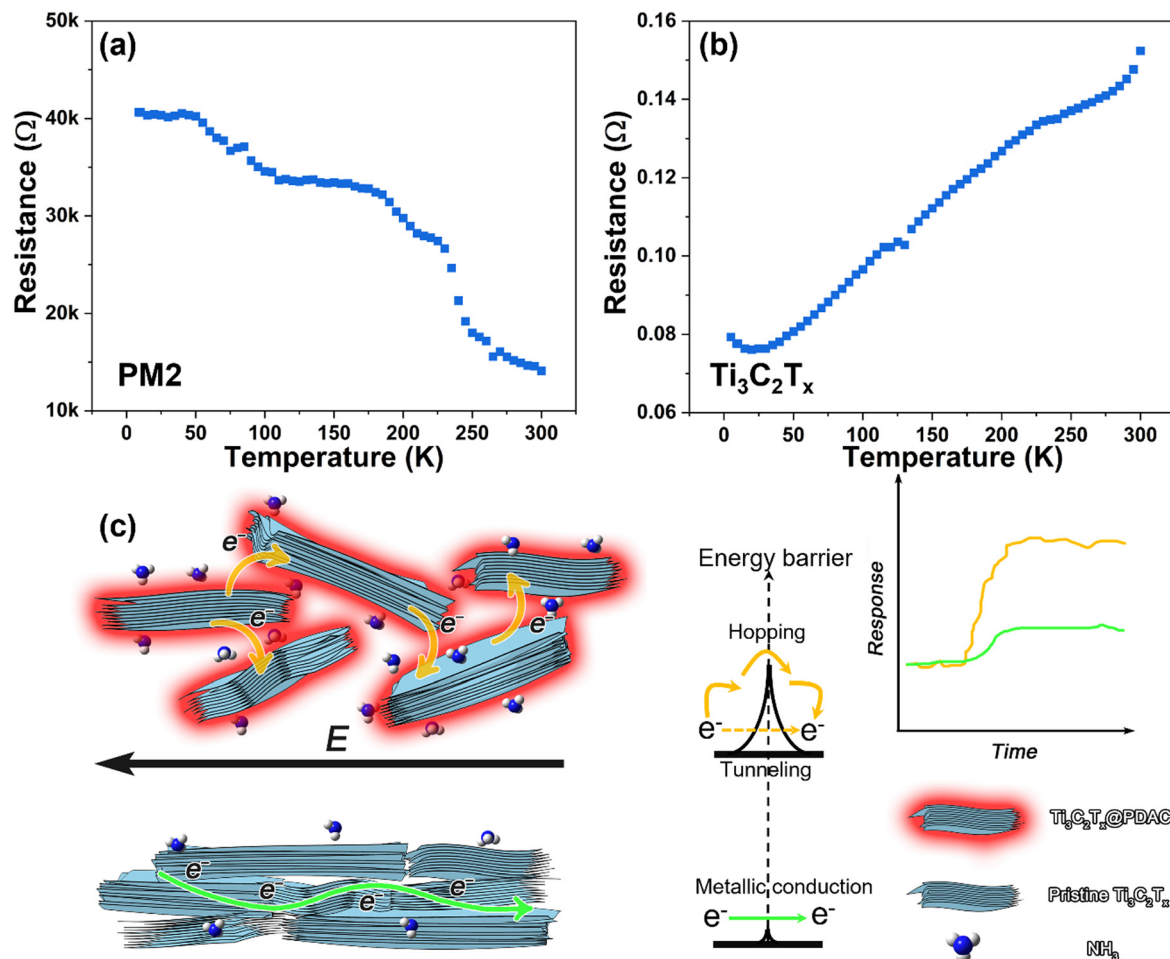 (a)
50k
40k
30k
20k
10k
Resistance (Ω)
PM2
0 50 100 150 200 250 300
Temperature (K)
(b)
0.16
0.14
0.12
0.10
0.08
0.06
Resistance (Ω)
Ti₃C₂Tₓ
0 50 100 150 200 250 300
Temperature (K)
(c)
e⁻
e⁻
e⁻
e⁻
E
e⁻
e⁻
e⁻
e⁻
Energy barrier
Hopping
e⁻ e⁻
Tunneling
Metallic conduction
e⁻ e⁻
Response
Time
Ti₃C₂Tₓ@PDAC
Pristine Ti₃C₂Tₓ
NH₃